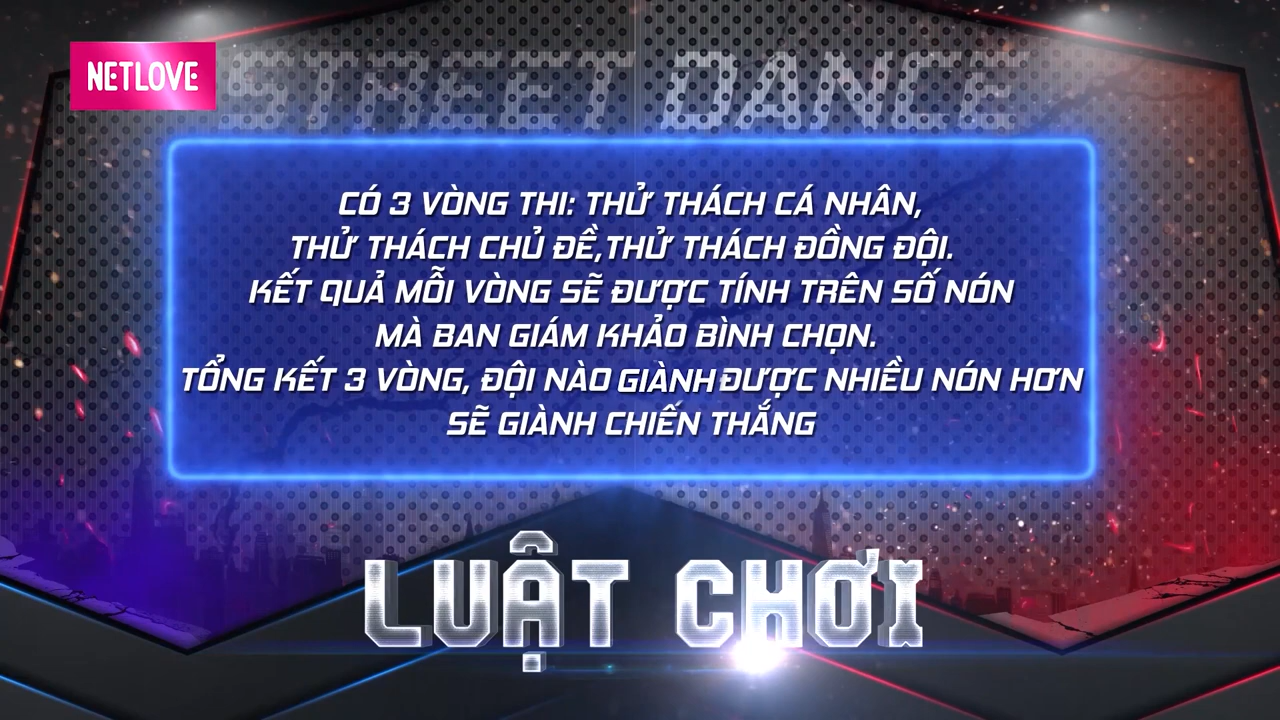 NETLOVE
STREET DANCE
CÓ 3 VÒNG THI: THỬ THÁCH CÁ NHÂN,
THỬ THÁCH CHỦ ĐỀ,THỬ THÁCH ĐỒNG ĐỘI.
KẾT QUẢ MỖI VÒNG SẼ ĐƯỢC TÍNH TRÊN SỐ NÓN
MÀ BAN GIÁM KHẢO BÌNH CHỌN.
TỔNG KẾT 3 VÒNG, ĐỘI NÀO GIÀNH ĐƯỢC NHIỀU NÓN HƠN
SẼ GIÀNH CHIẾN THẮNG
LUẬT CHƠI